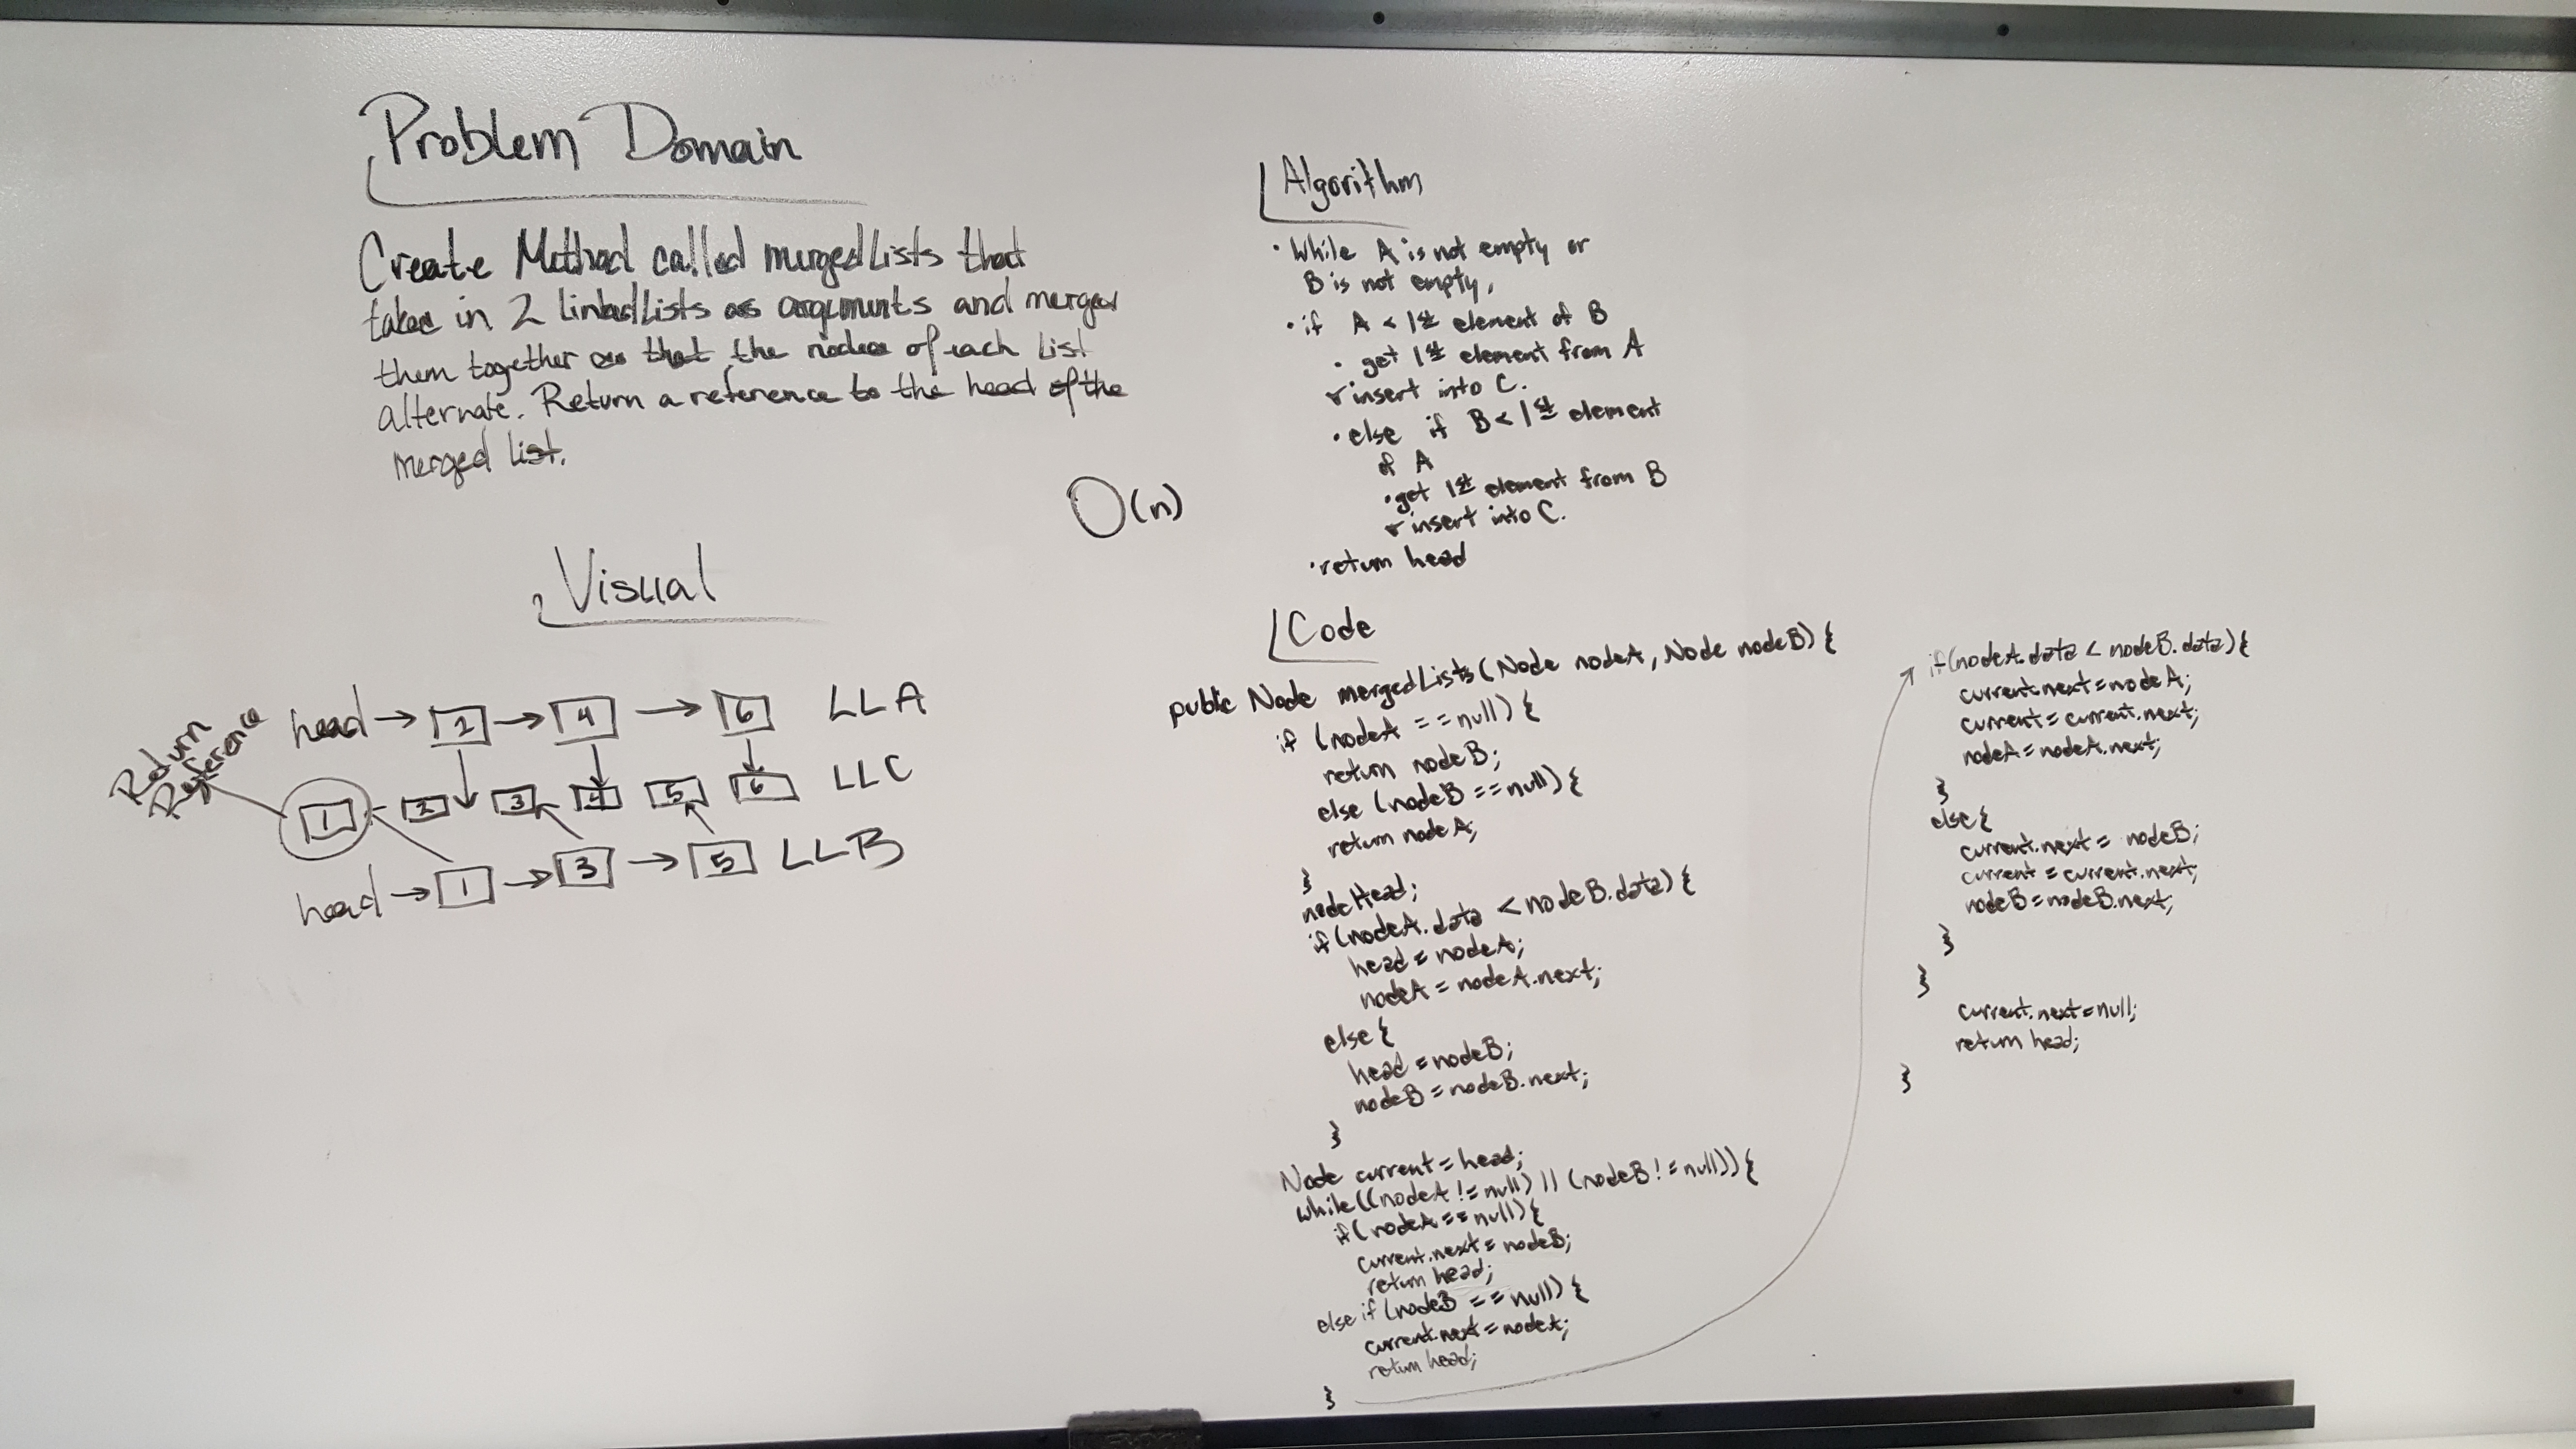 Problem Domain
Create Method called mergedLists that
takes in 2 linkedLists as arguments and merges
them together so that the nodes of each List
alternate. Return a reference to the head of the
merged list.
O(n)
Visual
Return
Reference
head → 2 → 4 → 6 LLA
1 2 3 4 5 6 LLC
head → 1 → 3 → 5 LLB
Algorithm
• While A is not empty or
B is not empty,
• if A < 1st element of B
• get 1st element from A
insert into C.
• else if B < 1st element
of A
• get 1st element from B
insert into C.
• return head
Code
public Node mergedLists(Node nodeA, Node nodeB) {
if (nodeA == null) {
return nodeB;
else (nodeB == null) {
return nodeA;
}
node Head;
if (nodeA.data < nodeB.data) {
head = nodeA;
nodeA = nodeA.next;
else {
head = nodeB;
nodeB = nodeB.next;
}
Node current = head;
while((nodeA != null) || (nodeB != null)) {
if (nodeA == null) {
current.next = nodeB;
return head;
else if (nodeB == null) {
current.next = nodeA;
return head;
}
if (nodeA.data < nodeB.data) {
current.next = nodeA;
current = current.next;
nodeA = nodeA.next;
}
else {
current.next = nodeB;
current = current.next;
nodeB = nodeB.next;
}
}
current.next = null;
return head;
}